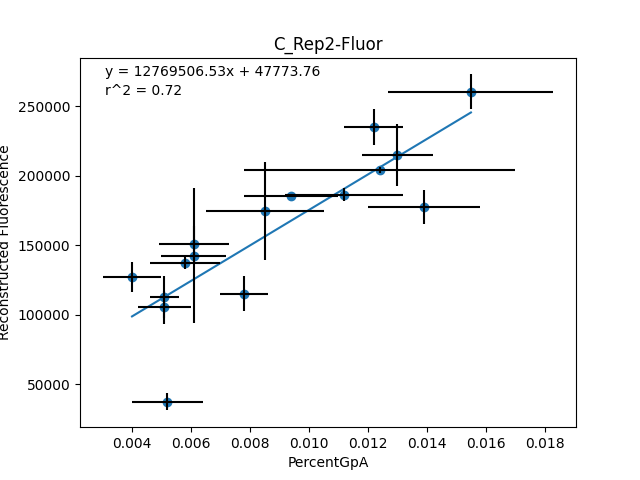 C_Rep2-Fluor
y = 12769506.53x + 47773.76
r^2 = 0.72
250000
200000
150000
100000
50000
Reconstructed Fluorescence
0.004 0.006 0.008 0.010 0.012 0.014 0.016 0.018
PercentGpA